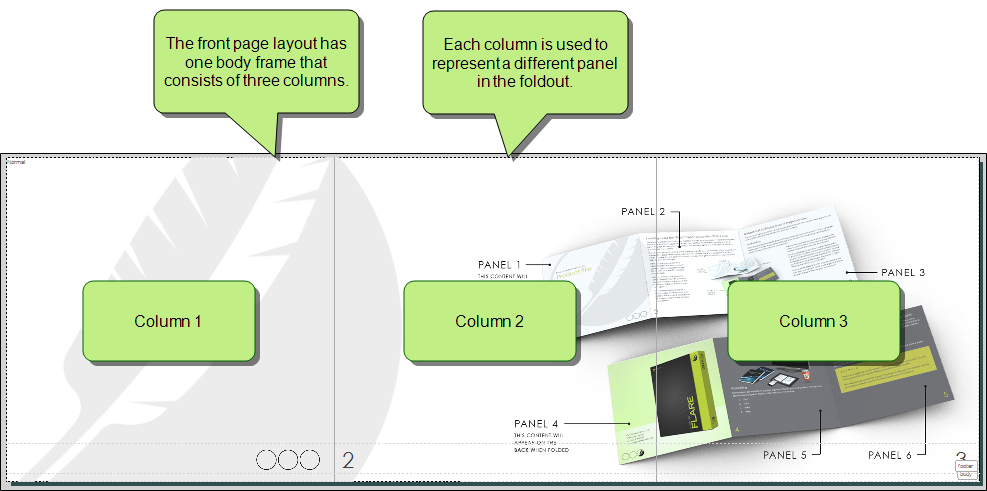 The front page layout has
one body frame that
consists of three columns.
Each column is used to
represent a different panel
in the foldout.
Normal
PANEL 2
PANEL 1
THIS CONTENT WILL
PANEL 3
Column 1
Column 2
Column 3
PANEL 4
THIS CONTENT WILL
APPEAR ON THE
BACK WHEN FOLDED
FLARE
4
5
PANEL 5
PANEL 6
2
3
footer
body